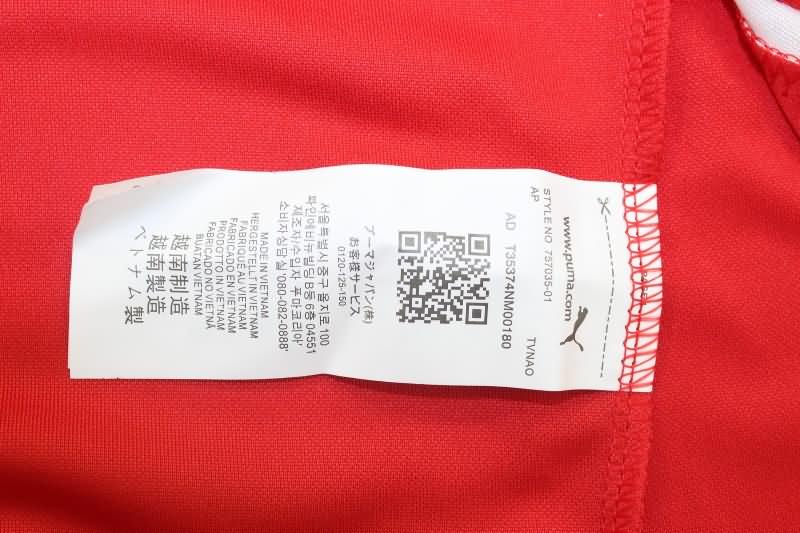 www.puma.com
STYLE NO 757035-01
AP
TVNAO
AD T35374NM00180
プーマジャパン(株)
お客様サービス
0120-125-150
서울특별시 중구 을지로 100
파인에비뉴빌딩 B동 6층 04551
제조자/수입자 푸마코리아'
소비자상담실'080-082-0888'
MADE IN VIETNAM
HERGESTELLT IN VIETNAM
FABRIQUE AU VIETNAM
FABRICADO EN VIETNAM
PRODOTTO IN VIETNAM
FABRICADO NO VIETNÃ
BUATAN VIETNAM
越南制造
越南製造
ベトナム製